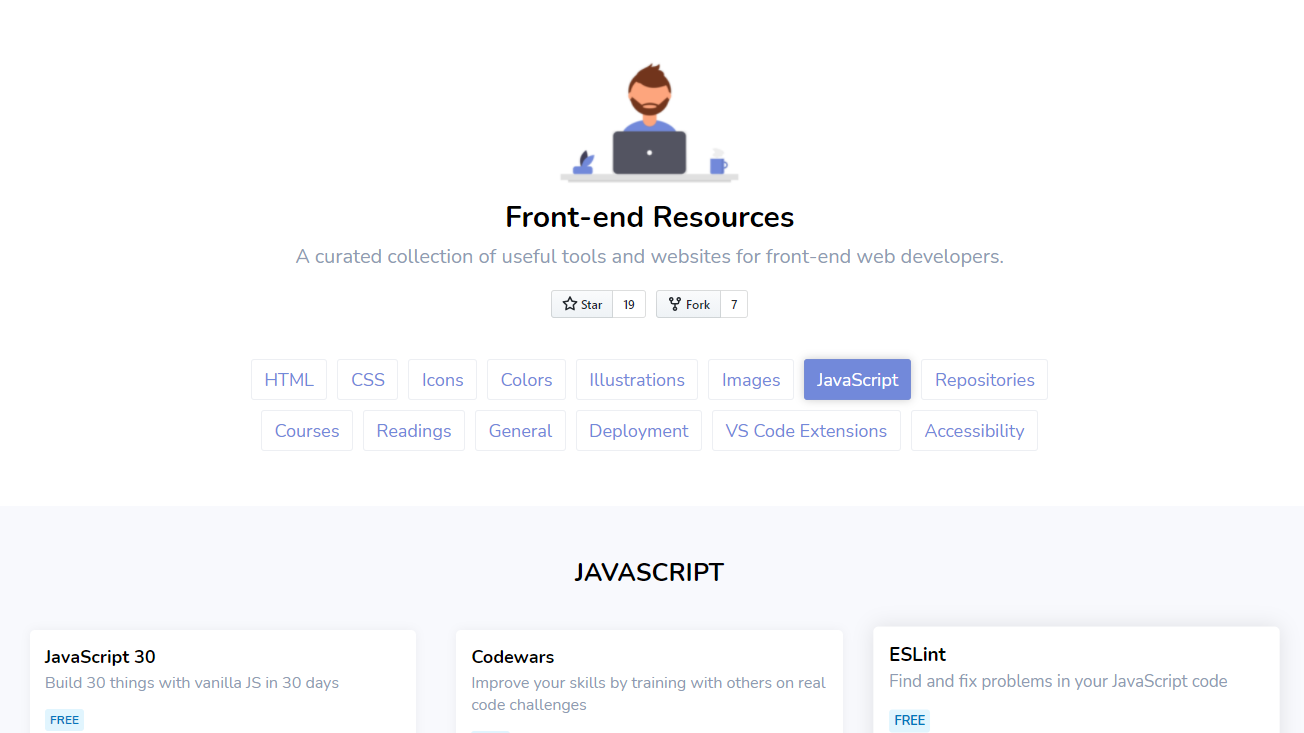 Front-end Resources
A curated collection of useful tools and websites for front-end web developers.
Star 19 Fork 7
HTML CSS Icons Colors Illustrations Images JavaScript Repositories
Courses Readings General Deployment VS Code Extensions Accessibility
JAVASCRIPT
JavaScript 30
Build 30 things with vanilla JS in 30 days
FREE
Codewars
Improve your skills by training with others on real
code challenges
ESLint
Find and fix problems in your JavaScript code
FREE